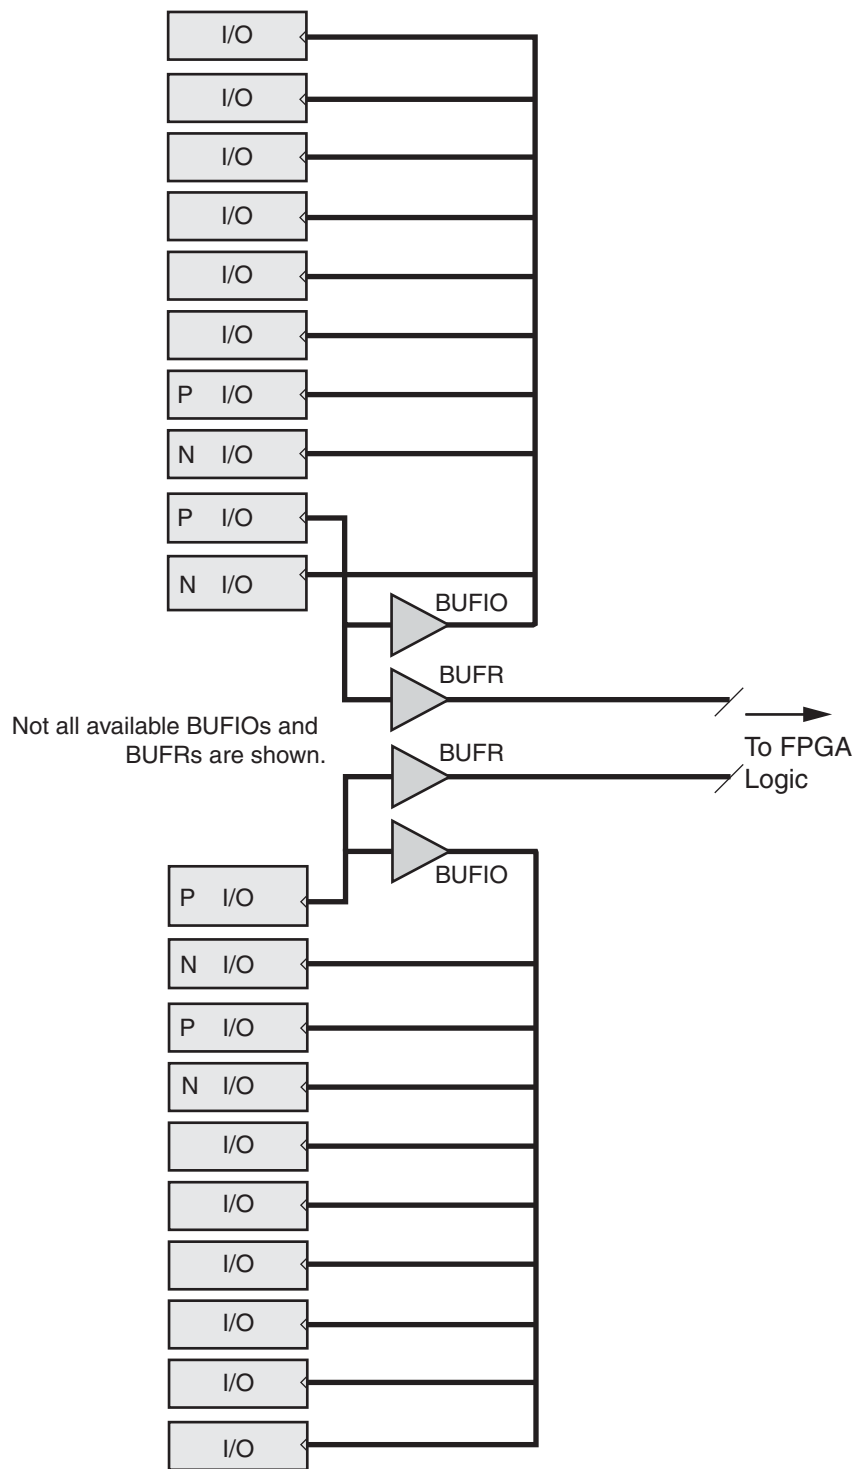 I/O
I/O
I/O
I/O
I/O
I/O
P I/O
N I/O
P I/O
N I/O
BUFIO
BUFR
Not all available BUFIOs and
BUFRs are shown.
BUFR
To FPGA
Logic
BUFIO
P I/O
N I/O
P I/O
N I/O
I/O
I/O
I/O
I/O
I/O
I/O